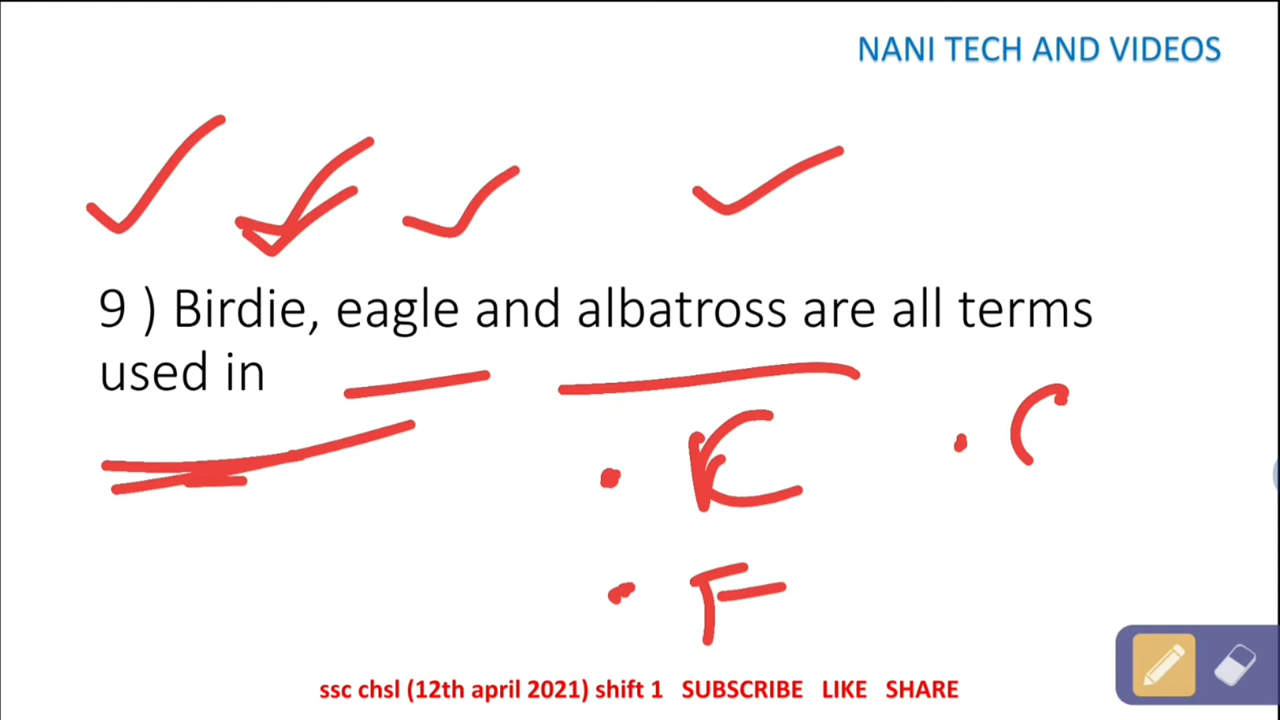 NANI TECH AND VIDEOS
9 ) Birdie, eagle and albatross are all terms
used in
F
ssc chsl (12th april 2021) shift 1 SUBSCRIBE LIKE SHARE